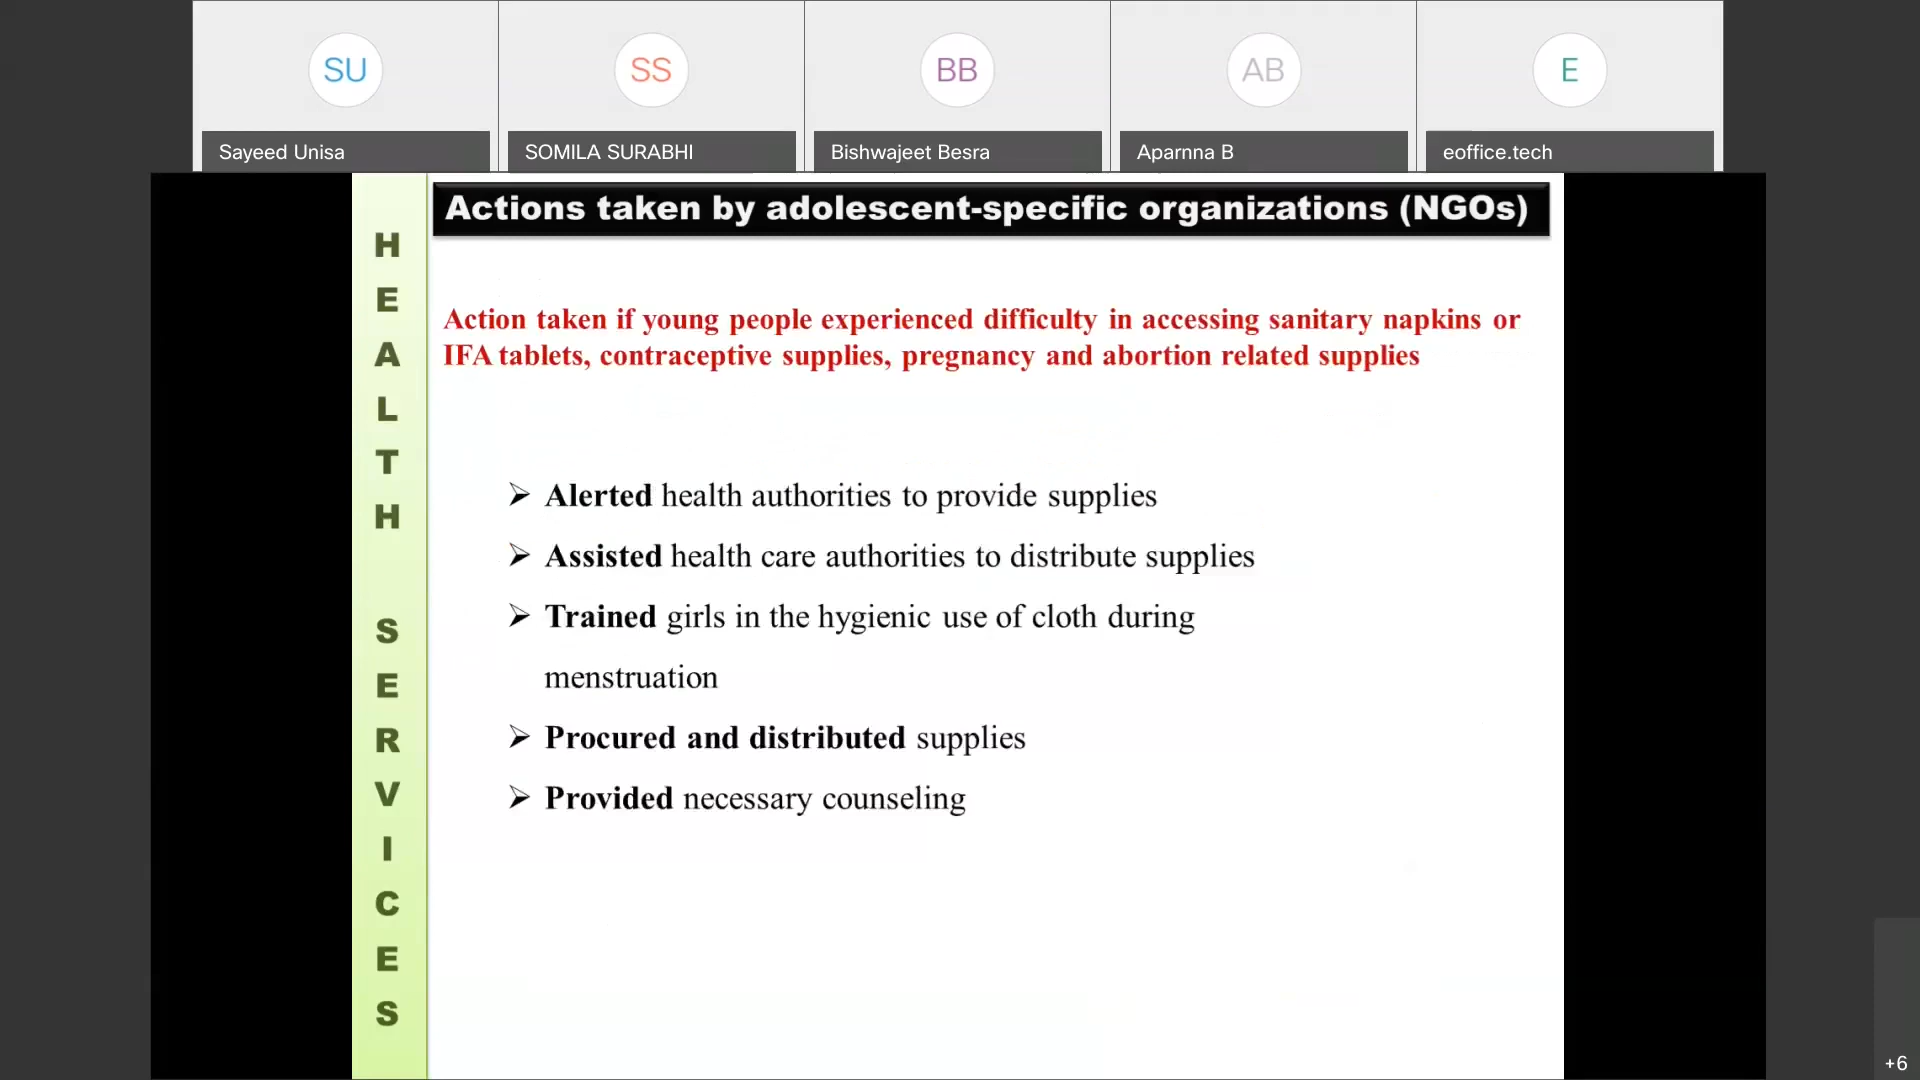 SU
SS
BB
AB
E
Sayeed Unisa
SOMILA SURABHI
Bishwajeet Besra
Aparnna B
eoffice.tech
HEALTH SERVICES
Actions taken by adolescent-specific organizations (NGOs)
Action taken if young people experienced difficulty in accessing sanitary napkins or
IFA tablets, contraceptive supplies, pregnancy and abortion related supplies
➢ Alerted health authorities to provide supplies
➢ Assisted health care authorities to distribute supplies
➢ Trained girls in the hygienic use of cloth during
menstruation
➢ Procured and distributed supplies
➢ Provided necessary counseling
+6